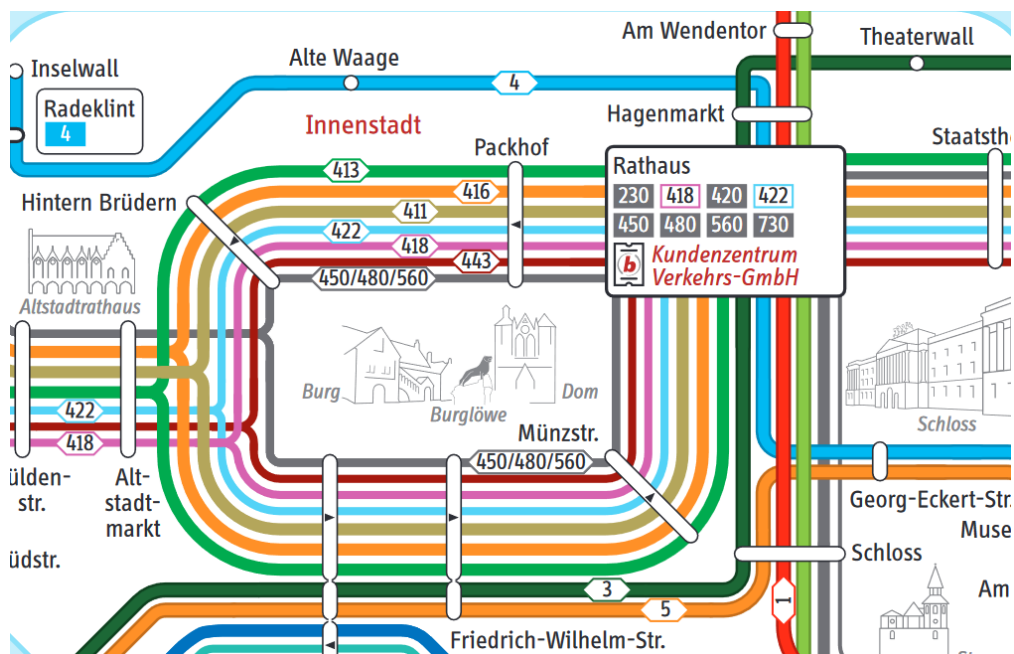 Am Wendentor
Theaterwall
Inselwall
Alte Waage
4
Radeklint
4
Hagenmarkt
Innenstadt
Staatsth
Packhof
413
416
411
422
418
443
450/480/560
Rathaus
230 418 420 422
450 480 560 730
b
Kundenzentrum
Verkehrs-GmbH
Hintern Brüdern
Altstadtrathaus
Burg
Burglöwe
Dom
Schloss
422
418
Münzstr.
450/480/560
ülden-
str.
Alt-
stadt-
markt
Georg-Eckert-Str.
Muse
Schloss
üdstr.
3
5
1
Am
Friedrich-Wilhelm-Str.